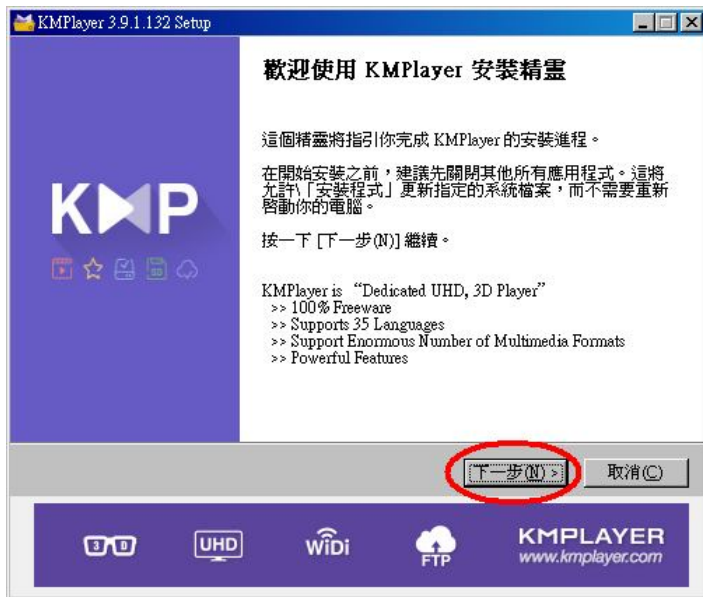 KMPlayer 3.9.1.132 Setup
歡迎使用 KMPlayer 安裝精靈
這個精靈將指引你完成 KMPlayer 的安裝進程。
在開始安裝之前，建議先關閉其他所有應用程式。這將
允許\「安裝程式」更新指定的系統檔案，而不需要重新
啓動你的電腦。
按一下 [下一步(N)] 繼續。
KMP
SD
KMPlayer is “Dedicated UHD, 3D Player”
>> 100% Freeware
>> Supports 35 Languages
>> Support Enormous Number of Multimedia Formats
>> Powerful Features
下一步(N) >
取消(C)
3 D
UHD
WiDi
FTP
KMPLAYER
www.kmplayer.com